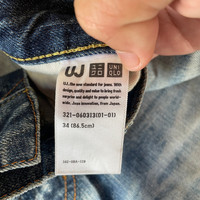 UJ UNI QLO
UJ, the new standard for jeans. With
design, quality and value to bring fresh
surprise and delight to people world-
wide. Jean innovation, from Japan.
321-060313(01-01)
34 (86.5cm)